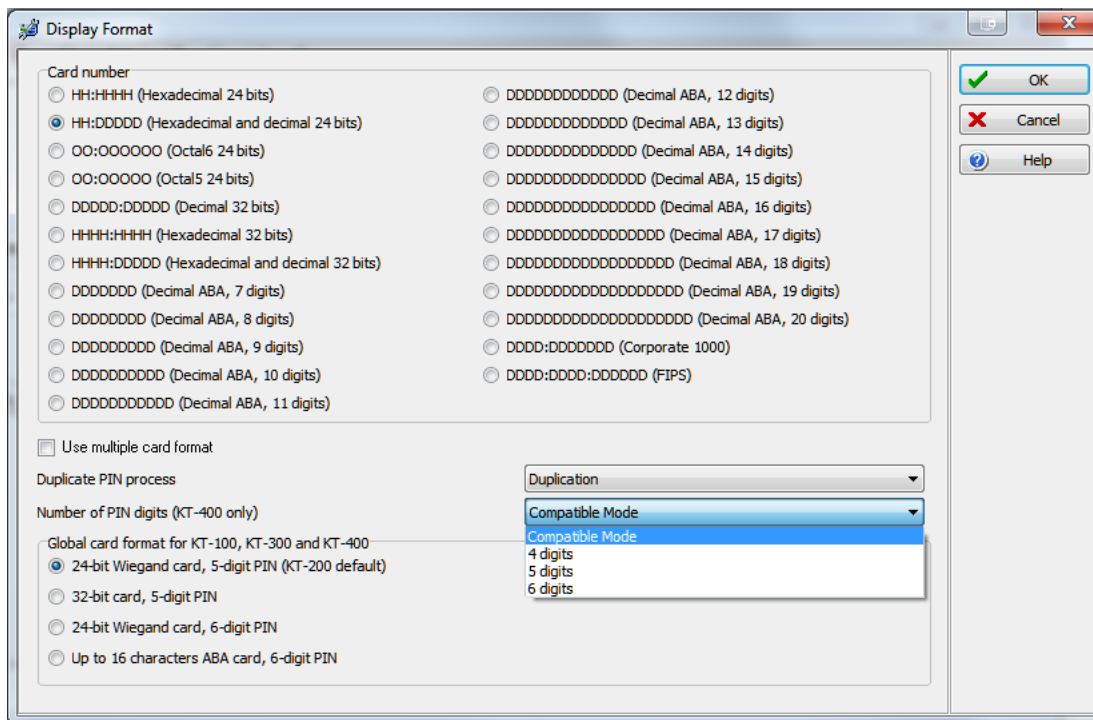 Display Format
Card number
HH:HHHH (Hexadecimal 24 bits)
HH:DDDDD (Hexadecimal and decimal 24 bits)
OO:OOOOOO (Octal6 24 bits)
OO:OOOOO (Octal5 24 bits)
DDDDD:DDDDD (Decimal 32 bits)
HHHH:HHHH (Hexadecimal 32 bits)
HHHH:DDDDD (Hexadecimal and decimal 32 bits)
DDDDDDD (Decimal ABA, 7 digits)
DDDDDDDD (Decimal ABA, 8 digits)
DDDDDDDDD (Decimal ABA, 9 digits)
DDDDDDDDDD (Decimal ABA, 10 digits)
DDDDDDDDDDD (Decimal ABA, 11 digits)
DDDDDDDDDDDD (Decimal ABA, 12 digits)
DDDDDDDDDDDDD (Decimal ABA, 13 digits)
DDDDDDDDDDDDDD (Decimal ABA, 14 digits)
DDDDDDDDDDDDDDD (Decimal ABA, 15 digits)
DDDDDDDDDDDDDDDD (Decimal ABA, 16 digits)
DDDDDDDDDDDDDDDDD (Decimal ABA, 17 digits)
DDDDDDDDDDDDDDDDDD (Decimal ABA, 18 digits)
DDDDDDDDDDDDDDDDDDD (Decimal ABA, 19 digits)
DDDDDDDDDDDDDDDDDDDD (Decimal ABA, 20 digits)
DDDD:DDDDDDD (Corporate 1000)
DDDD:DDDD:DDDDDD (FIPS)
OK
Cancel
Help
Use multiple card format
Duplicate PIN process
Duplication
Number of PIN digits (KT-400 only)
Compatible Mode
Compatible Mode
4 digits
5 digits
6 digits
Global card format for KT-100, KT-300 and KT-400
24-bit Wiegand card, 5-digit PIN (KT-200 default)
32-bit card, 5-digit PIN
24-bit Wiegand card, 6-digit PIN
Up to 16 characters ABA card, 6-digit PIN